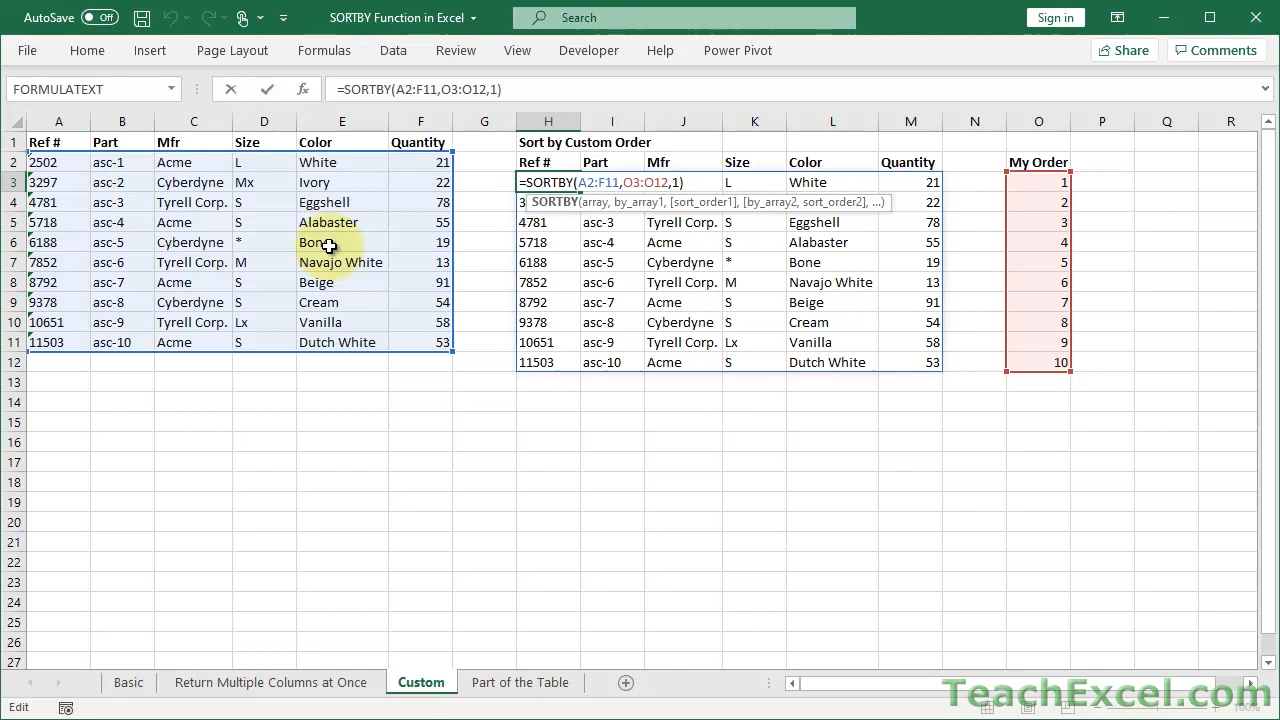 AutoSave Off SORTBY Function in Excel Search Sign in
File Home Insert Page Layout Formulas Data Review View Developer Help Power Pivot Share Comments
FORMULATEXT fx =SORTBY(A2:F11,O3:O12,1)
A B C D E F G H I J K L M N O P Q R
1 Ref # Part Mfr Size Color Quantity Sort by Custom Order
2 2502 asc-1 Acme L White 21 Ref # Part Mfr Size Color Quantity My Order
3 3297 asc-2 Cyberdyne Mx Ivory 22 =SORTBY(A2:F11,O3:O12,1) L White 21 1
4 4781 asc-3 Tyrell Corp. S Eggshell 78 3 SORTBY(array, by_array1, [sort_order1], [by_array2, sort_order2], ...) 22 2
5 5718 asc-4 Acme S Alabaster 55 4781 asc-3 Tyrell Corp. S Eggshell 78 3
6 6188 asc-5 Cyberdyne * Bone 19 5718 asc-4 Acme S Alabaster 55 4
7 7852 asc-6 Tyrell Corp. M Navajo White 13 6188 asc-5 Cyberdyne * Bone 19 5
8 8792 asc-7 Acme S Beige 91 7852 asc-6 Tyrell Corp. M Navajo White 13 6
9 9378 asc-8 Cyberdyne S Cream 54 8792 asc-7 Acme S Beige 91 7
10 10651 asc-9 Tyrell Corp. Lx Vanilla 58 9378 asc-8 Cyberdyne S Cream 54 8
11 11503 asc-10 Acme S Dutch White 53 10651 asc-9 Tyrell Corp. Lx Vanilla 58 9
12 11503 asc-10 Acme S Dutch White 53 10
13
14
15
16
17
18
19
20
21
22
23
24
25
26
27
Basic Return Multiple Columns at Once Custom Part of the Table
Edit 100%
TeachExcel.com